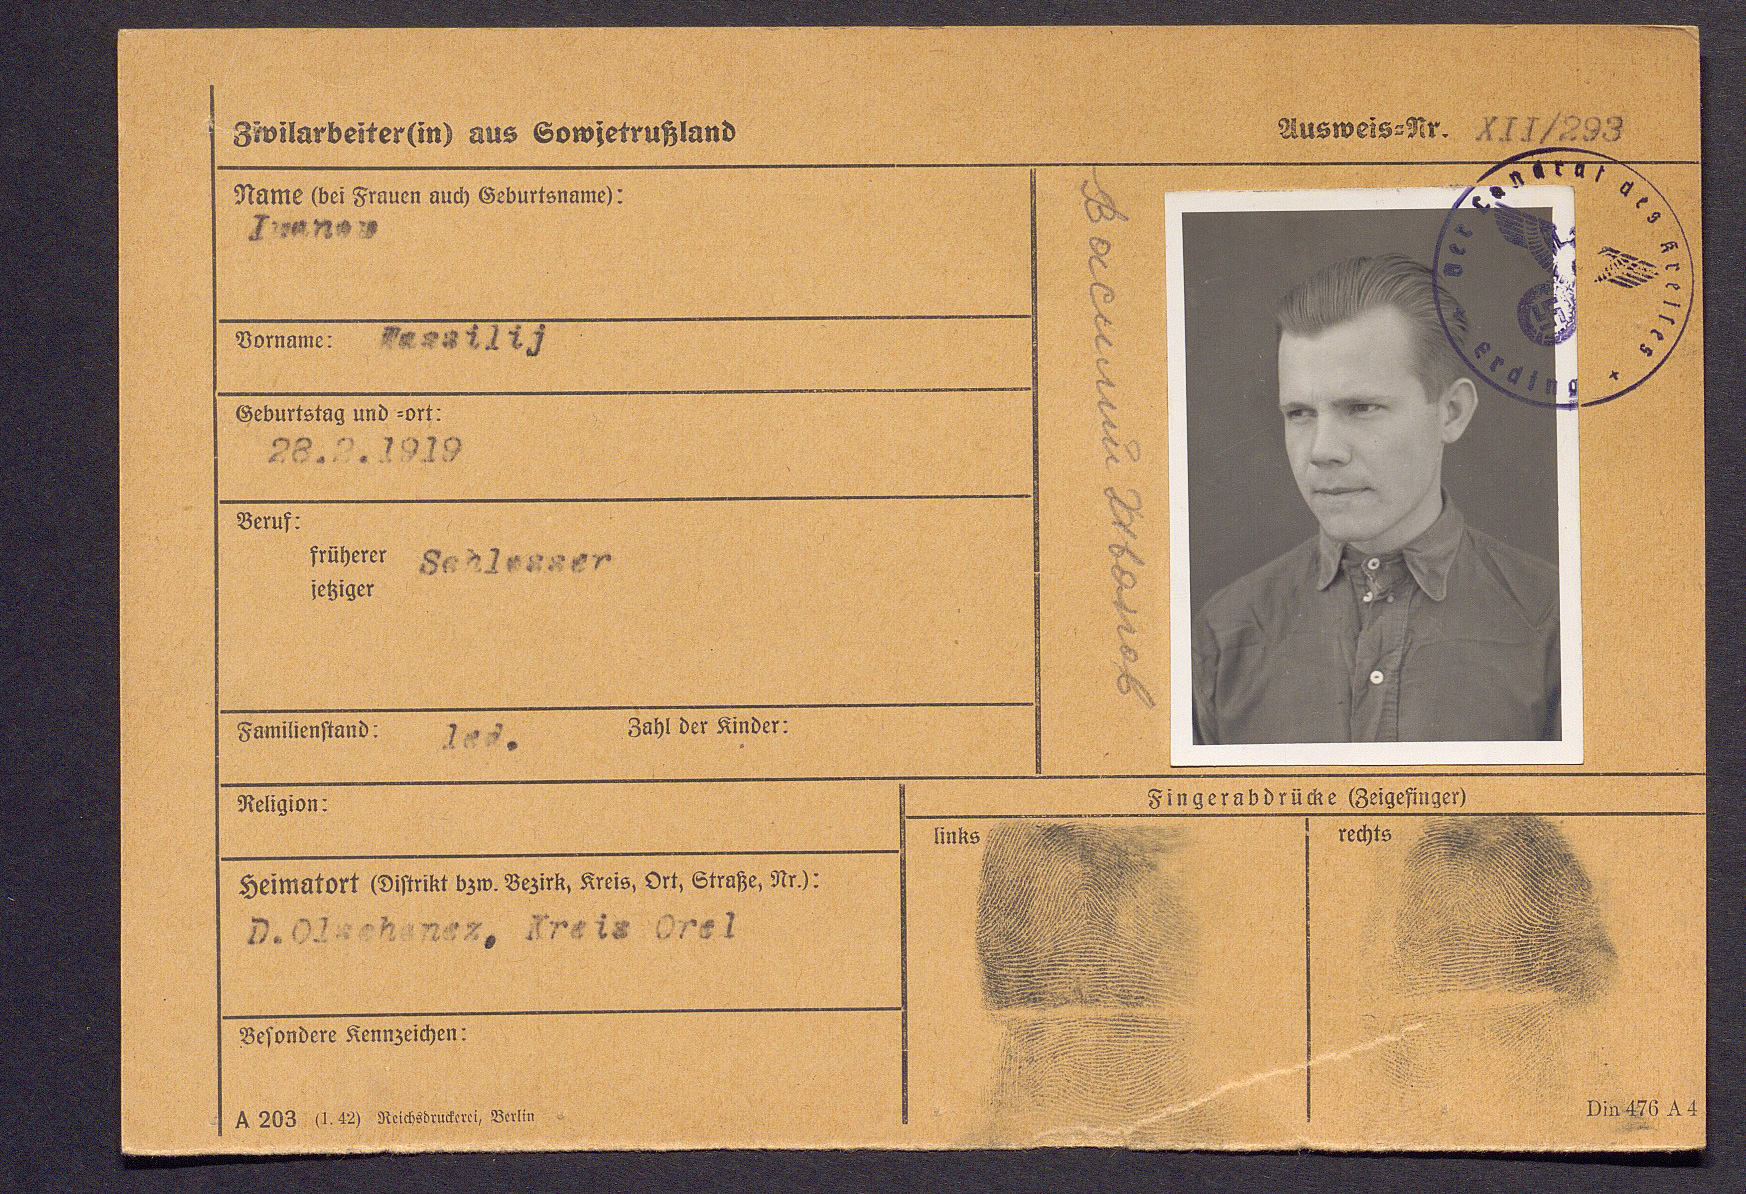 Zivilarbeiter(in) aus Sowjetrußland
Ausweis-Nr. XII/293
Name (bei Frauen auch Geburtsname):
Iwanow
Vorname: Wassilij
Geburtstag und -ort:
28.2.1919
Beruf:
früherer Schlosser
jetziger
Familienstand: led. Zahl der Kinder:
Religion:
Heimatort (Distrikt bzw. Bezirk, Kreis, Ort, Straße, Nr.):
D.Olschanez, Kreis Orel
Besondere Kennzeichen:
A 203 (1. 42) Reichsdruckerei, Berlin
Василий Иванов
Der Landrat des Kreises
Erding
Fingerabdrücke (Zeigefinger)
links
rechts
Din 476 A 4